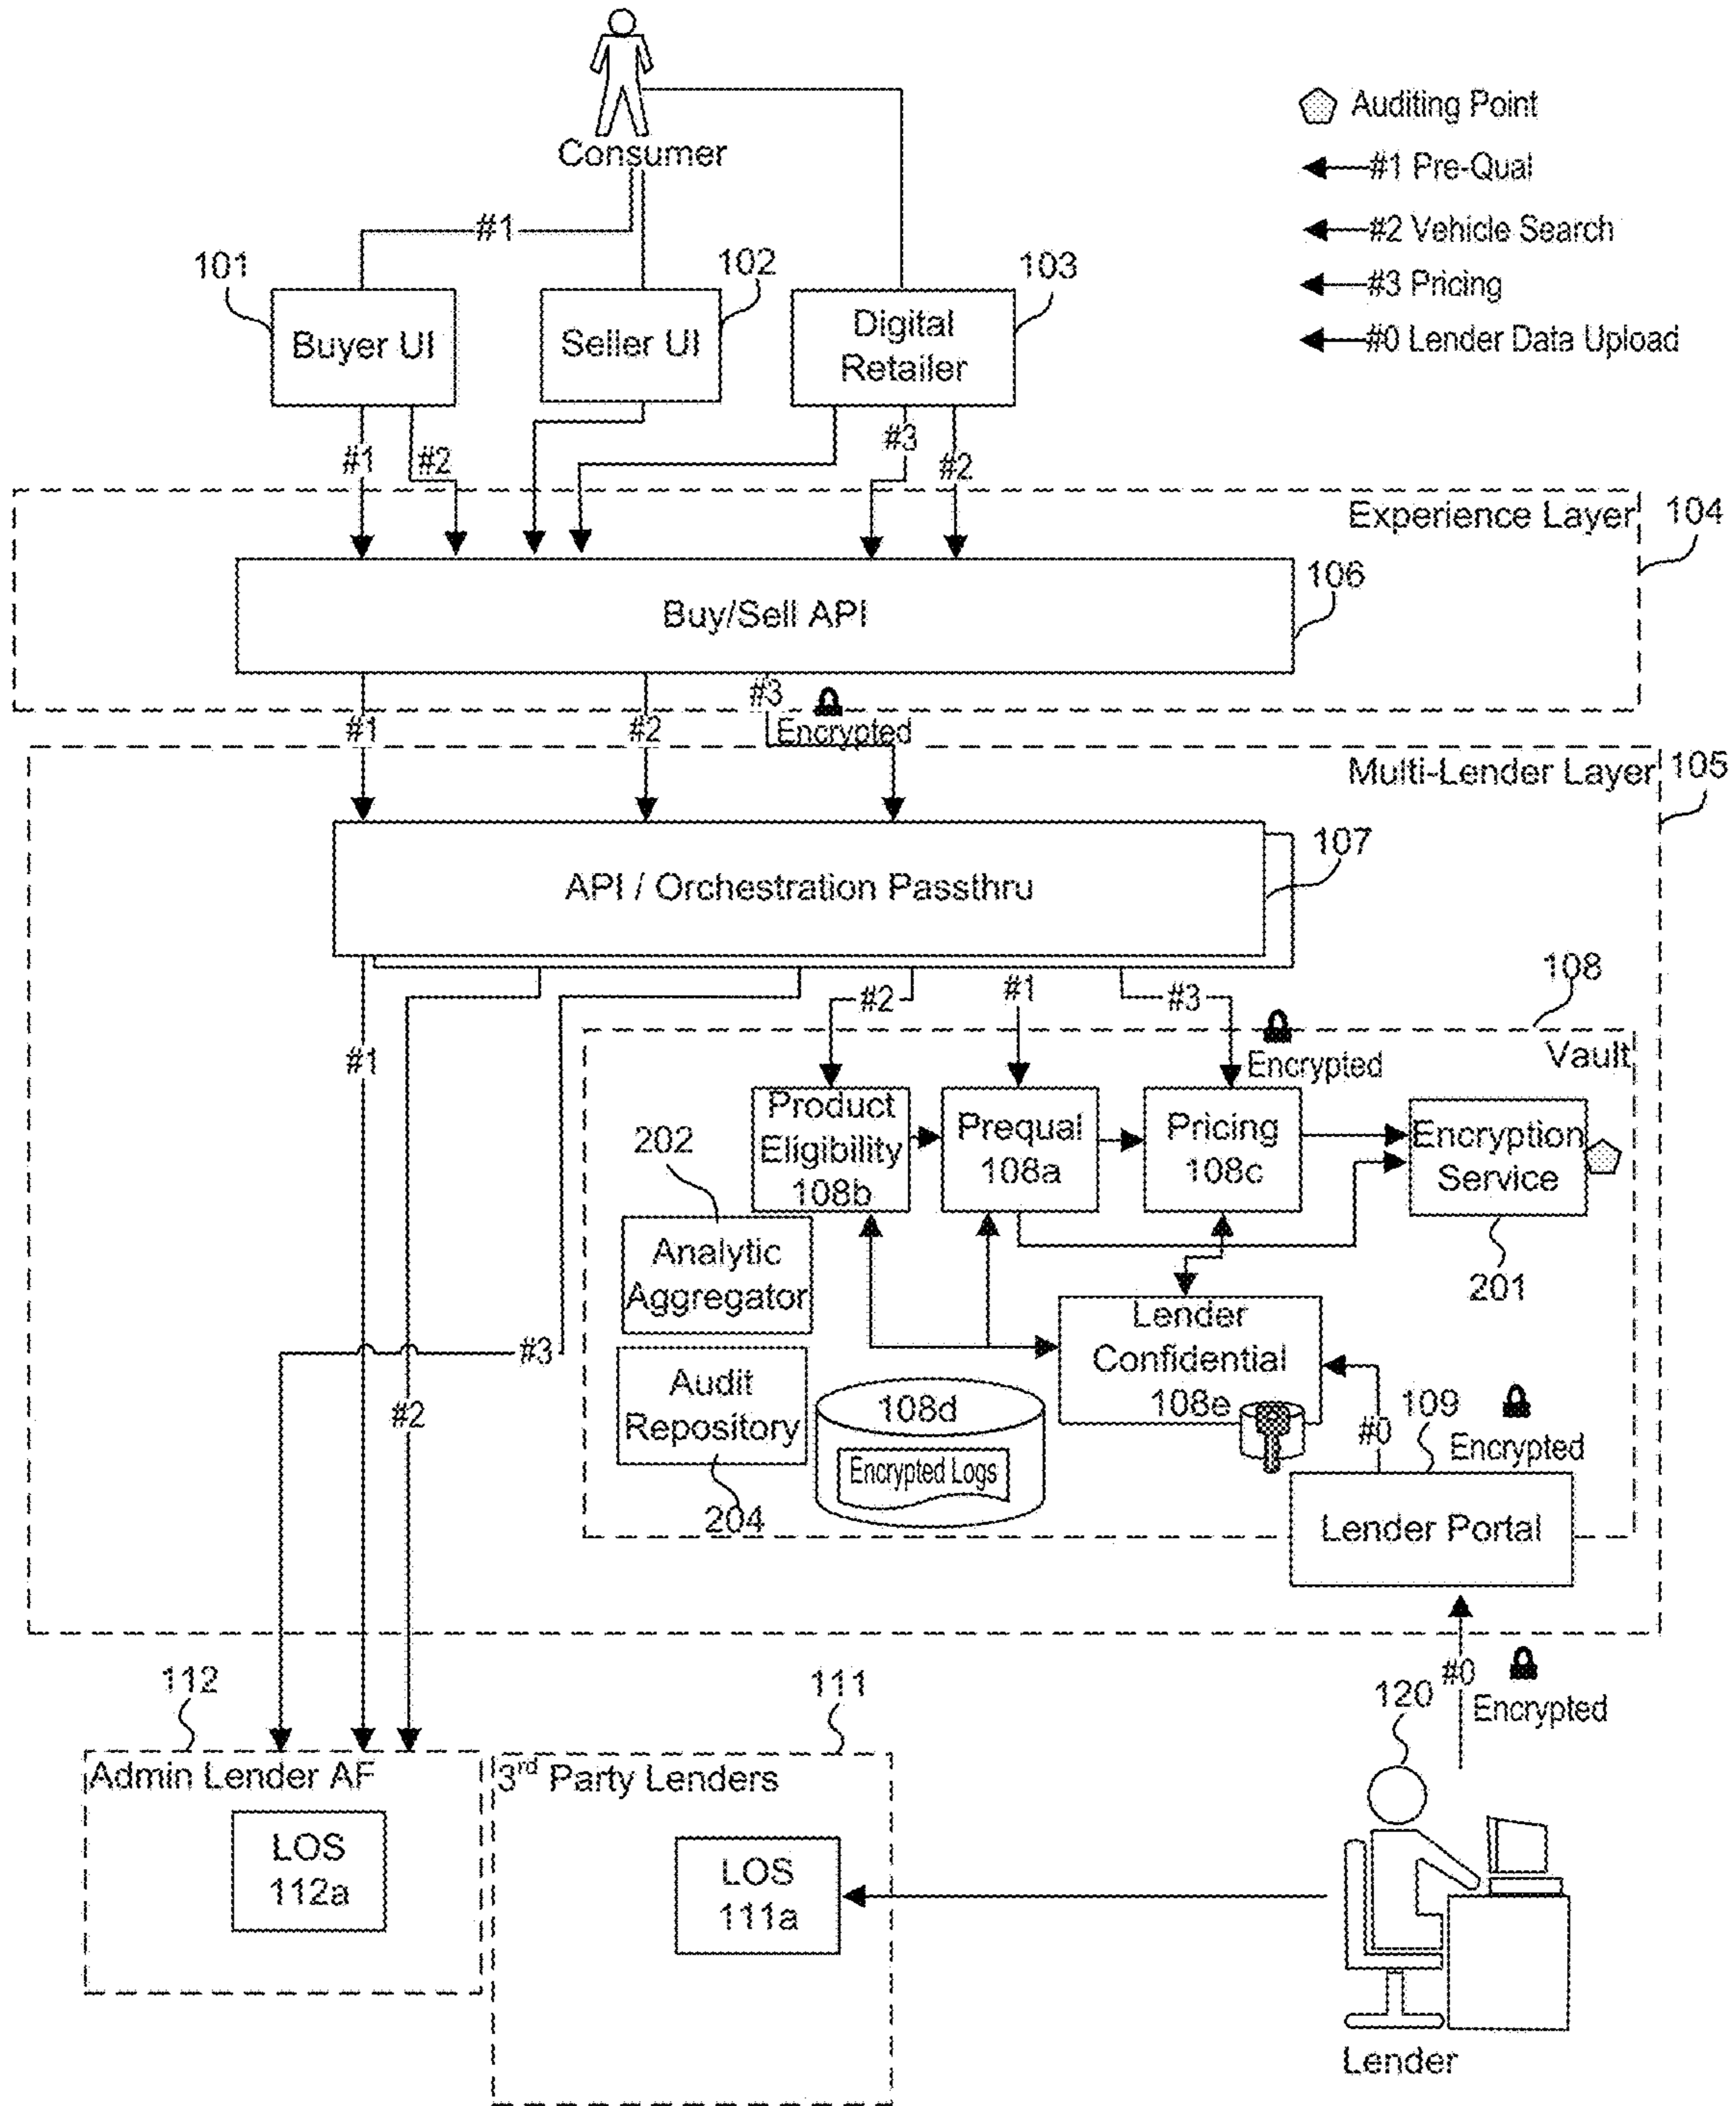 Consumer
Auditing Point
#1 Pre-Qual
#2 Vehicle Search
#3 Pricing
#0 Lender Data Upload
#1
101
102
103
Buyer UI
Seller UI
Digital
Retailer
#1
#2
#3
#2
Experience Layer
104
106
Buy/Sell API
#1
#2
#3
Encrypted
Multi-Lender Layer
105
107
API / Orchestration Passthru
108
#2
#1
#3
#1
Encrypted
Vault
Product
Eligibility
108b
Prequal
108a
Pricing
108c
Encryption
Service
201
202
Analytic
Aggregator
Lender
Confidential
108e
#3
#2
Audit
Repository
204
108d
Encrypted Logs
#0
109
Encrypted
Lender Portal
112
111
#0
Encrypted
120
Admin Lender AF
LOS
112a
3rd Party Lenders
LOS
111a
Lender